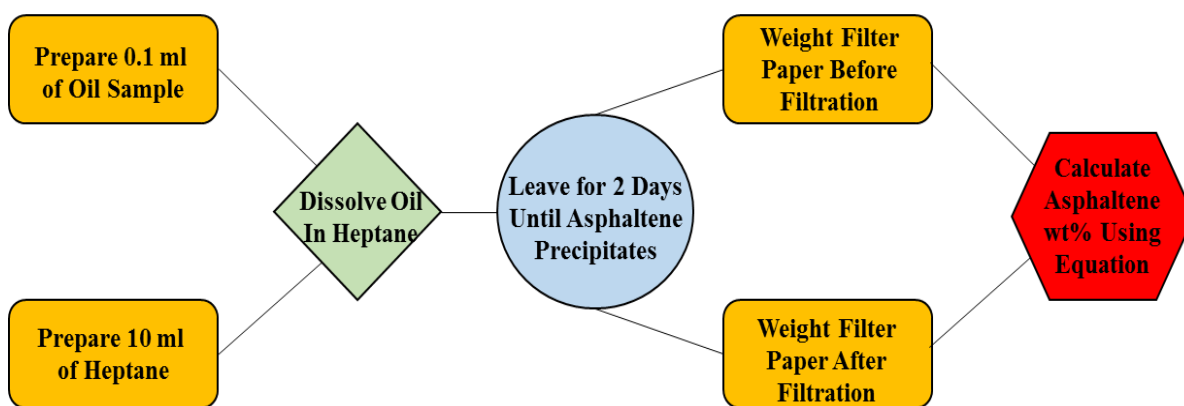 Prepare 0.1 ml
of Oil Sample
Prepare 10 ml
of Heptane
Dissolve Oil
In Heptane
Leave for 2 Days
Until Asphaltene
Precipitates
Weight Filter
Paper Before
Filtration
Weight Filter
Paper After
Filtration
Calculate
Asphaltene
wt% Using
Equation